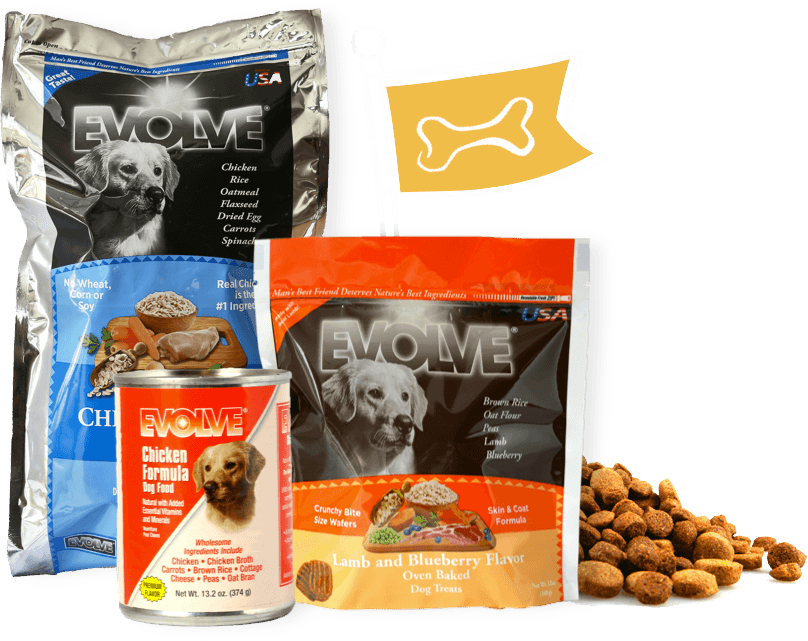 Man's Best Friend Deserves Nature's Best Ingredients
Great
Taste!
USA
EVOLVE®
Chicken
Rice
Oatmeal
Flaxseed
Dried Egg
Carrots
Spinach
No Wheat,
Corn or
Soy
Real Chic
is the
#1 Ingred
CH
EVOLVE
EVOLVE®
Chicken
Formula
Dog Food
Natural with Added
Essential Vitamins
and Minerals
Wholesome
Ingredients Include
Chicken • Chicken Broth
Carrots • Brown Rice • Cottage
Cheese • Peas • Oat Bran
PREMIUM
FLAVOR
Net Wt. 13.2 oz. (374 g)
Man's Best Friend Deserves Nature's Best Ingredients
USA
EVOLVE®
Brown Rice
Oat Flour
Peas
Lamb
Blueberry
Crunchy Bite
Size Wafers
Skin & Coat
Formula
Lamb and Blueberry Flavor
Oven Baked
Dog Treats